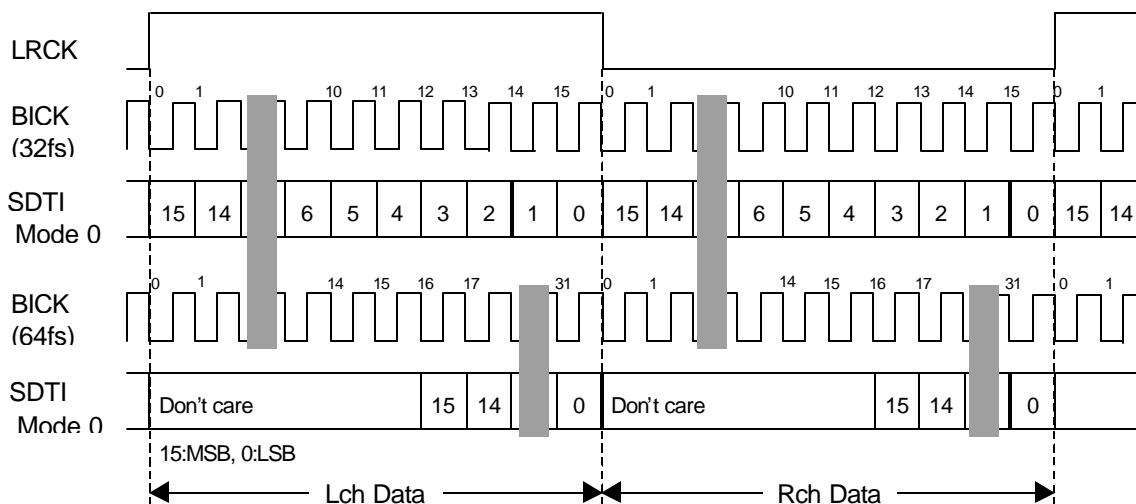 LRCK
0 1 10 11 12 13 14 15 0 1 10 11 12 13 14 15 0 1
BICK
(32fs)
SDTI
Mode 0
15 14 6 5 4 3 2 1 0 15 14 6 5 4 3 2 1 0 15 14
0 1 14 15 16 17 31 0 1 14 15 16 17 31 0 1
BICK
(64fs)
SDTI
Mode 0
Don't care 15 14 0 Don't care 15 14 0
15:MSB, 0:LSB
Lch Data Rch Data